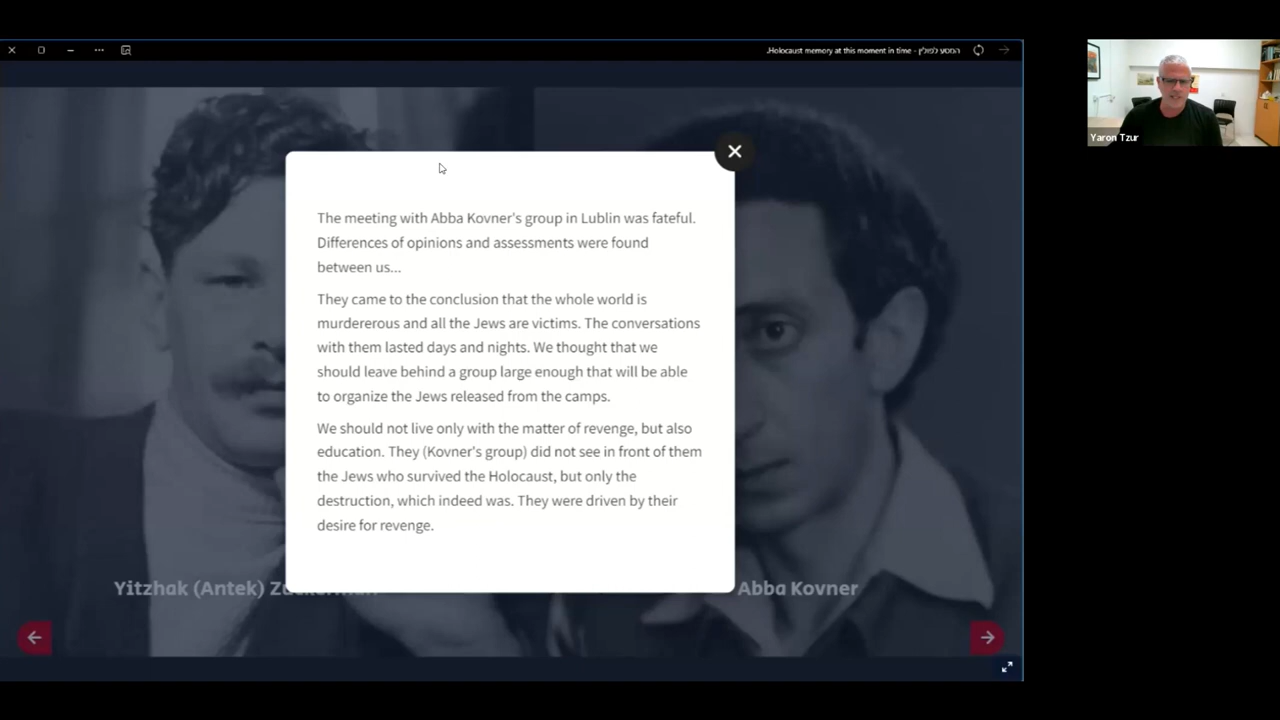 Holocaust memory at this moment in time - המסע לפולין.
Yaron Tzur
The meeting with Abba Kovner's group in Lublin was fateful.
Differences of opinions and assessments were found
between us...
They came to the conclusion that the whole world is
murdererous and all the Jews are victims. The conversations
with them lasted days and nights. We thought that we
should leave behind a group large enough that will be able
to organize the Jews released from the camps.
We should not live only with the matter of revenge, but also
education. They (Kovner's group) did not see in front of them
the Jews who survived the Holocaust, but only the
destruction, which indeed was. They were driven by their
desire for revenge.
Yitzhak (Antek) Zuckerman
Abba Kovner